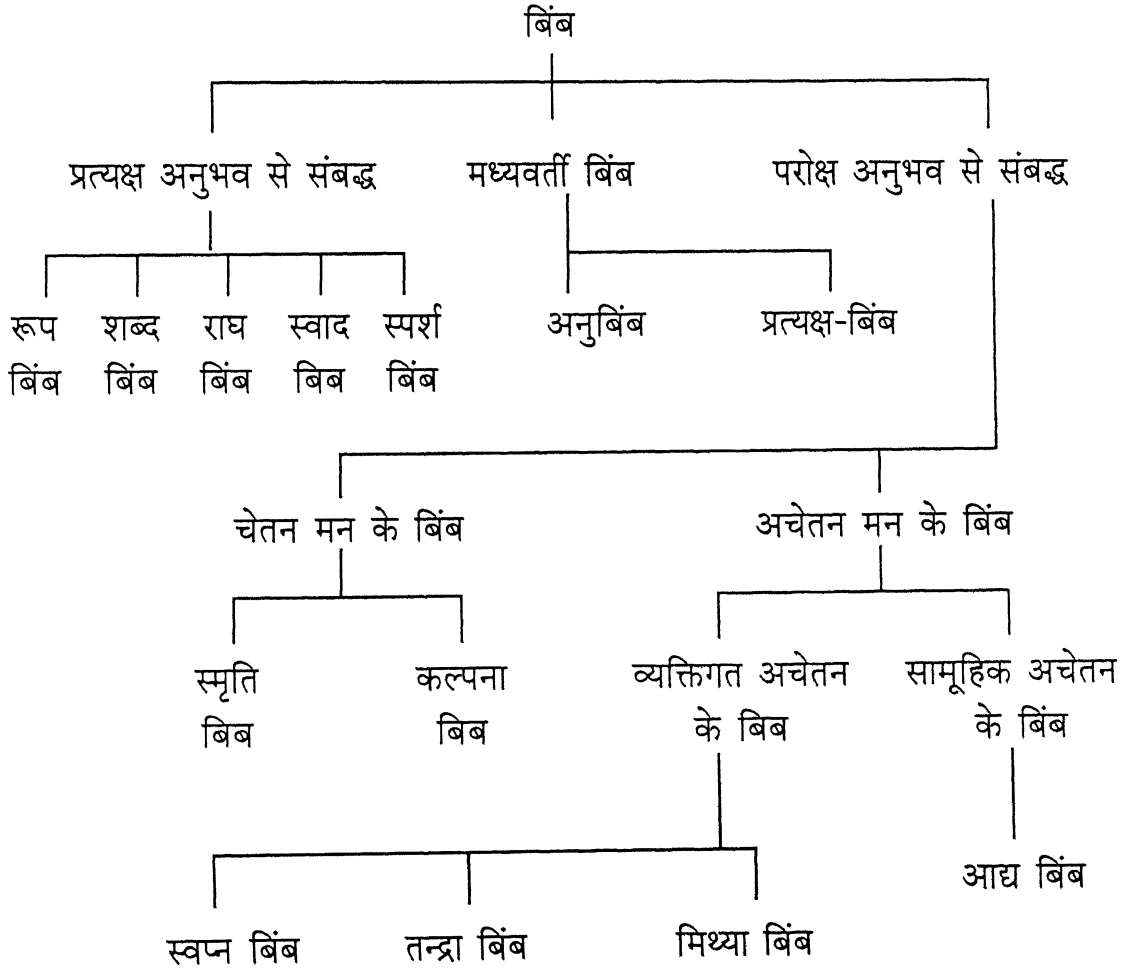 बिंब
प्रत्यक्ष अनुभव से संबद्ध मध्यवर्ती बिंब परोक्ष अनुभव से संबद्ध
रूप शब्द राघ स्वाद स्पर्श अनुबिंब प्रत्यक्ष-बिंब
बिंब बिंब बिंब बिब बिंब
चेतन मन के बिंब अचेतन मन के बिंब
स्मृति कल्पना व्यक्तिगत अचेतन सामूहिक अचेतन
बिब बिब के बिब के बिंब
आद्य बिंब
स्वप्न बिंब तन्द्रा बिंब मिथ्या बिंब